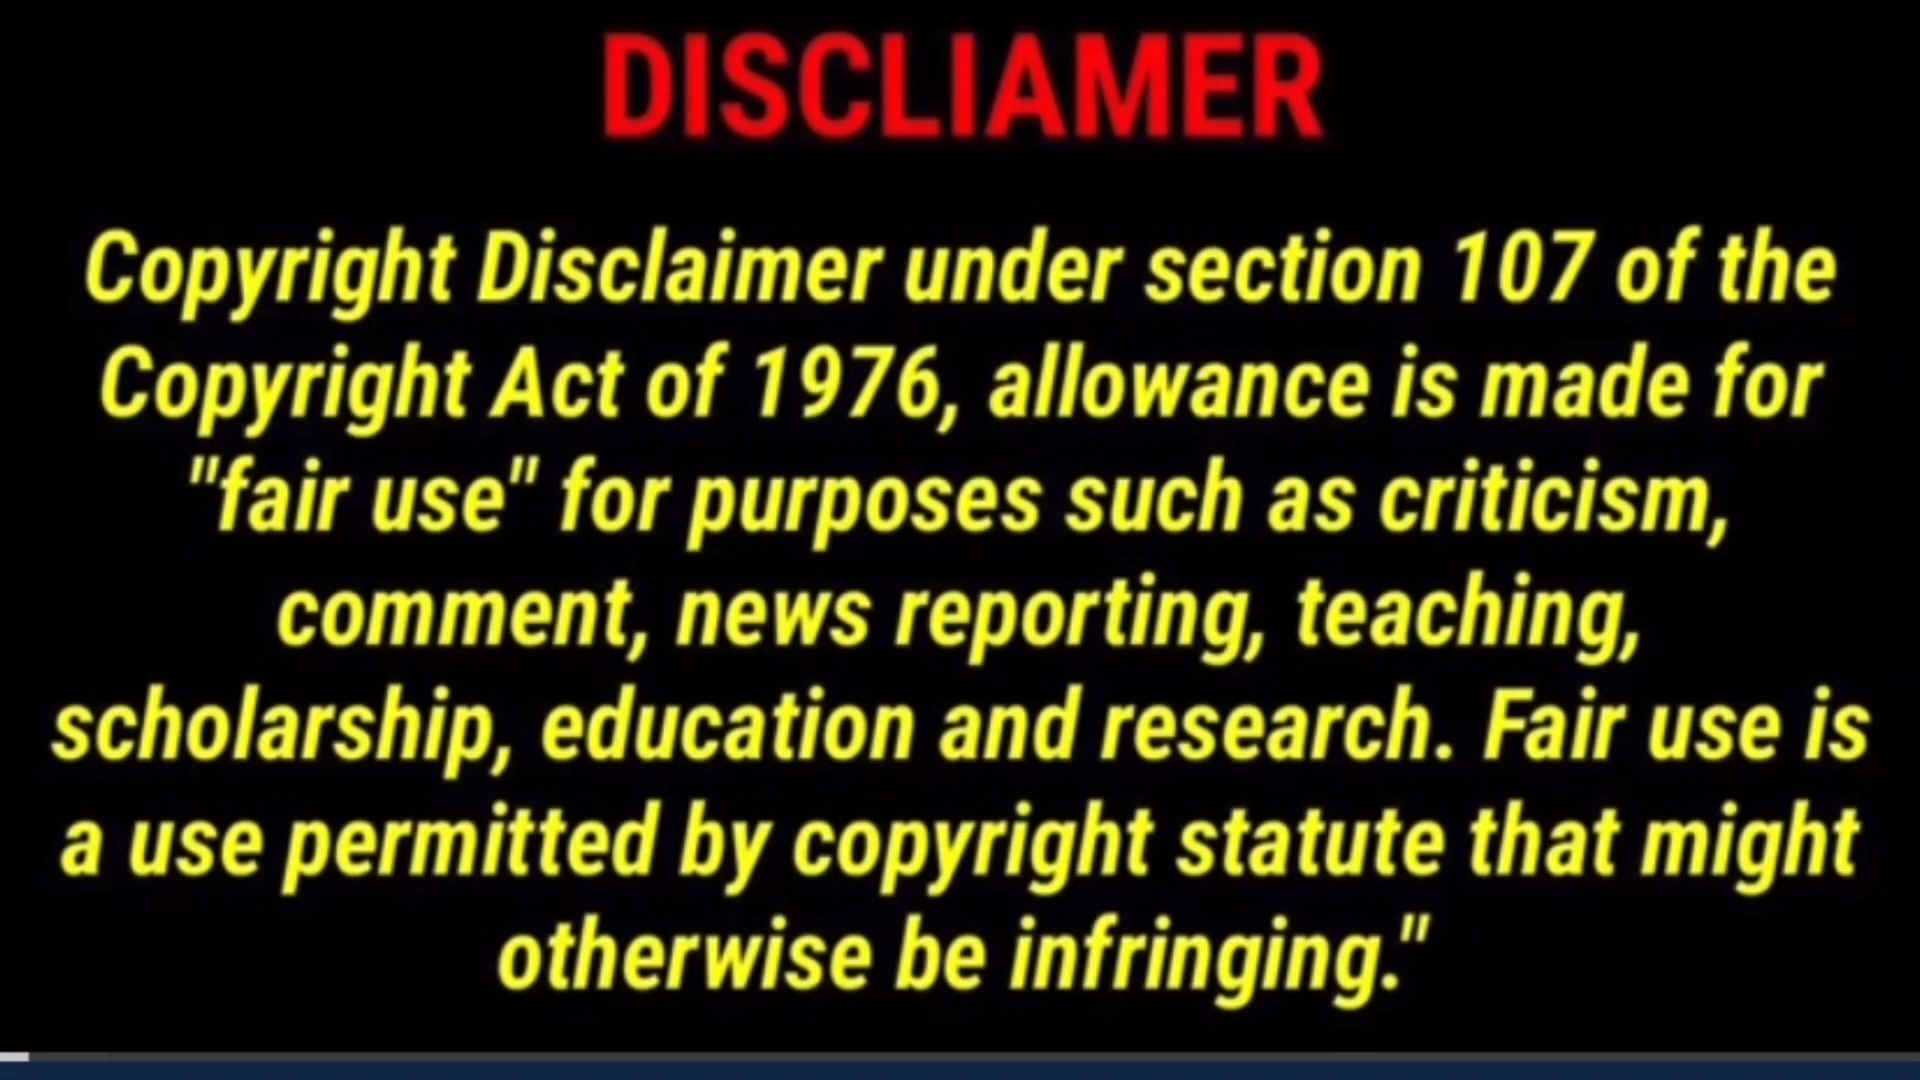 DISCLIAMER
Copyright Disclaimer under section 107 of the
Copyright Act of 1976, allowance is made for
"fair use" for purposes such as criticism,
comment, news reporting, teaching,
scholarship, education and research. Fair use is
a use permitted by copyright statute that might
otherwise be infringing."